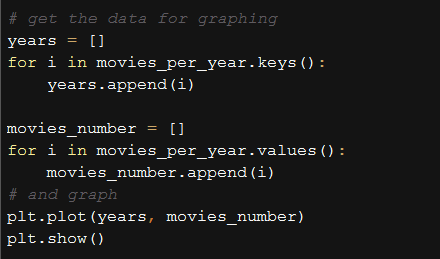 # get the data for graphing
years = []
for i in movies_per_year.keys():
    years.append(i)

movies_number = []
for i in movies_per_year.values():
    movies_number.append(i)
# and graph
plt.plot(years, movies_number)
plt.show()